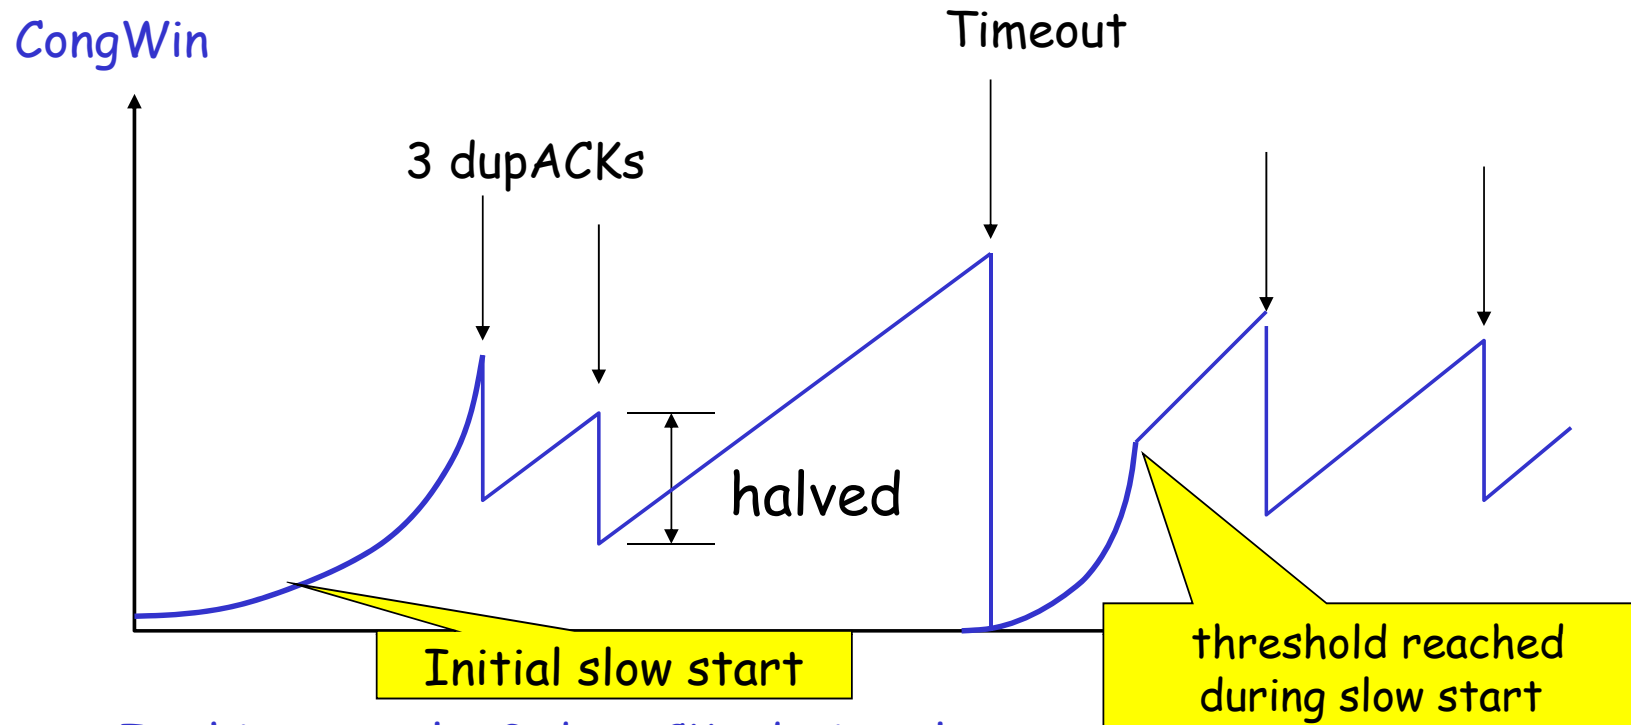 CongWin
Timeout
3 dupACKs
halved
Initial slow start
threshold reached
during slow start